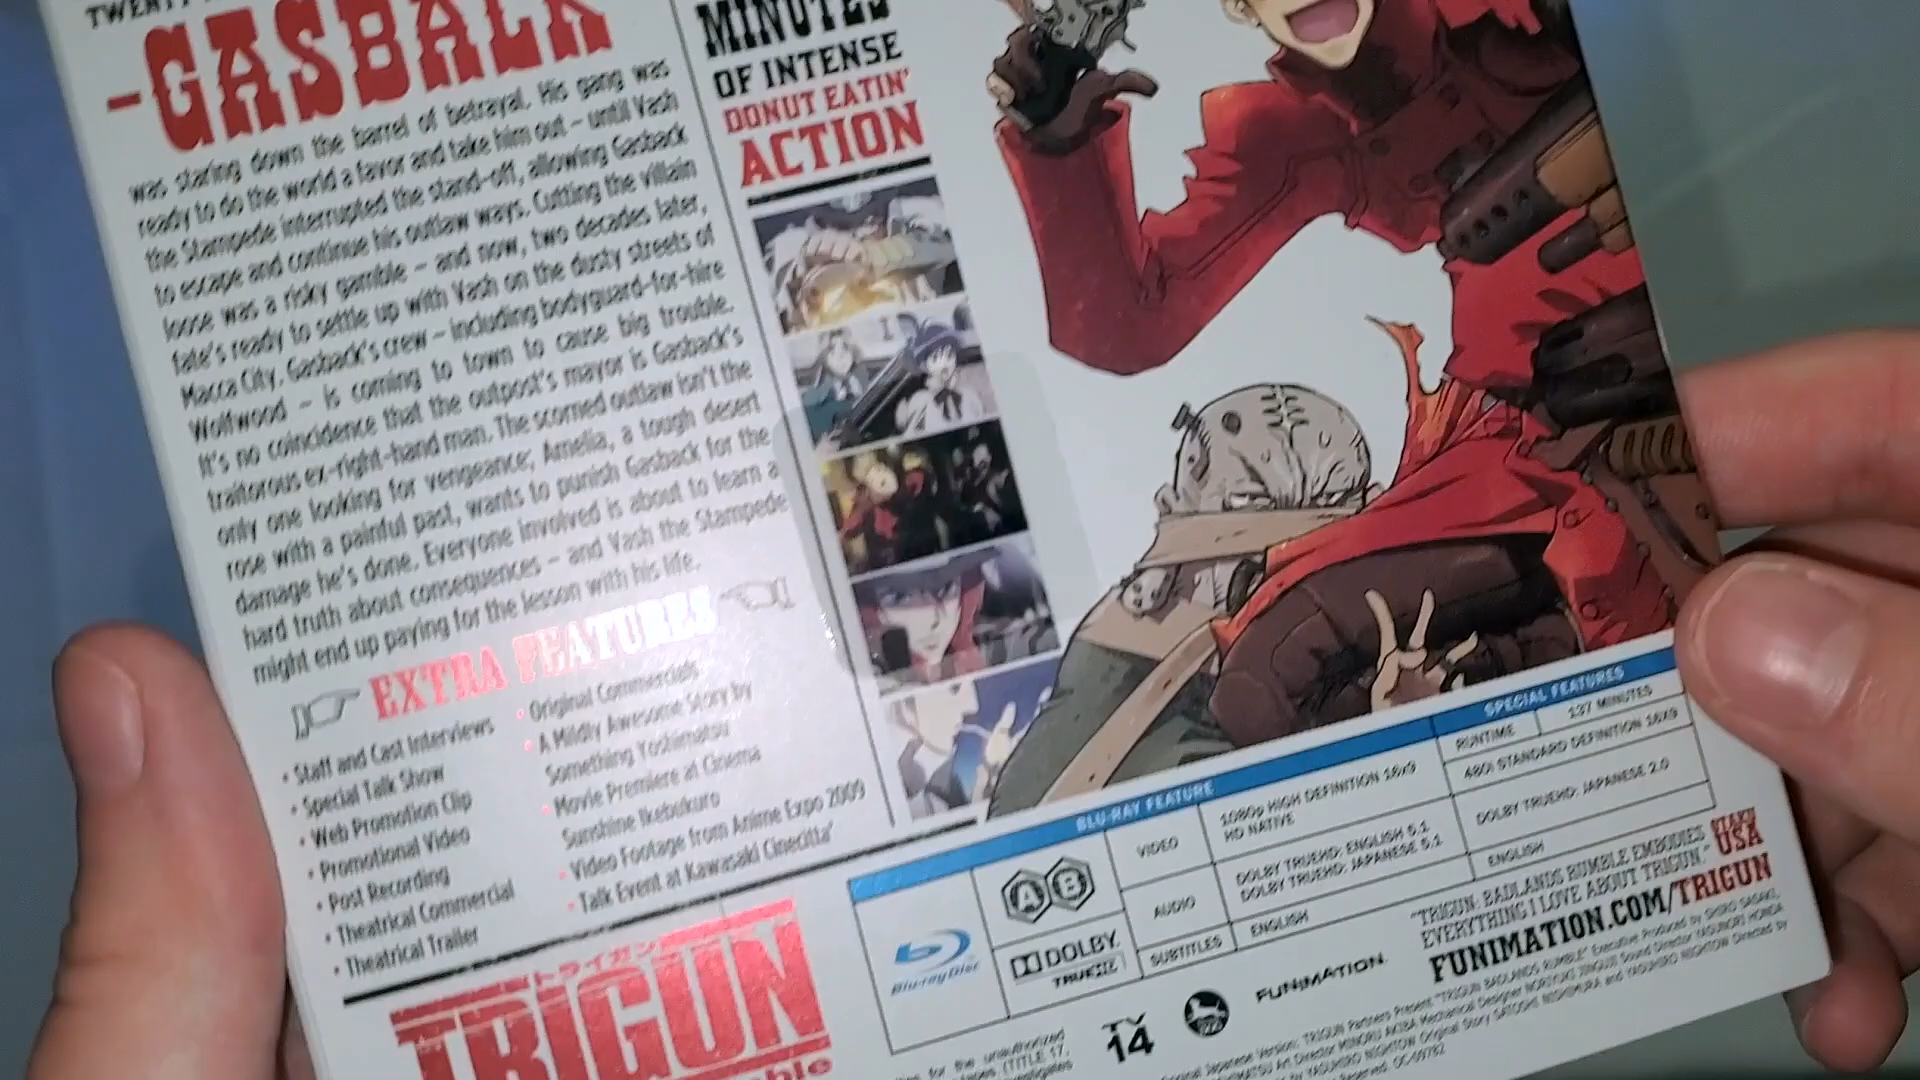 -GASBACK
was staring down the barrel of betrayal. His gang was
ready to do the world a favor and take him out – until Vash
the Stampede interrupted the stand-off, allowing Gasback
to escape and continue his outlaw ways. Cutting the villain
loose was a risky gamble – and now, two decades later,
fate's ready to settle up with Vash on the dusty streets of
Macca City. Gasback's crew – including bodyguard-for-hire
Wolfwood – is coming to town to cause big trouble.
It's no coincidence that the outpost's mayor is Gasback's
traitorous ex-right-hand man. The scorned outlaw isn't the
only one looking for vengeance; Amelia, a tough desert
rose with a painful past, wants to punish Gasback for the
damage he's done. Everyone involved is about to learn a
hard truth about consequences – and Vash the Stampede
might end up paying for the lesson with his life.
EXTRA FEATURES
• Staff and Cast Interviews
• Special Talk Show
• Web Promotion Clip
• Promotional Video
• Post Recording
• Theatrical Commercial
• Theatrical Trailer
• Original Commercials
• A Mildly Awesome Story by
Something Yoshimatsu
• Movie Premiere at Cinema
Sunshine Ikebukuro
• Video Footage from Anime Expo 2009
• Talk Event at Kawasaki Cinecitta'
MINUTES
OF INTENSE
DONUT EATIN'
ACTION
トライガン
TRIGUN
BLU-RAY FEATURE
SPECIAL FEATURES
Blu-ray Disc
A B
DOLBY
TRUEHD
VIDEO
1080p HIGH DEFINITION 16x9
HD NATIVE
AUDIO
DOLBY TRUEHD: ENGLISH 5.1
DOLBY TRUEHD: JAPANESE 5.1
SUBTITLES
ENGLISH
RUNTIME
137 MINUTES
480i STANDARD DEFINITION 16x9
DOLBY TRUEHD: JAPANESE 2.0
ENGLISH
TV
14
FUNIMATION
"TRIGUN: BADLANDS RUMBLE EMBODIES
EVERYTHING I LOVE ABOUT TRIGUN." OTAKU
USA
FUNIMATION.COM/TRIGUN
for the unauthorized
(TITLE 17,
investigates